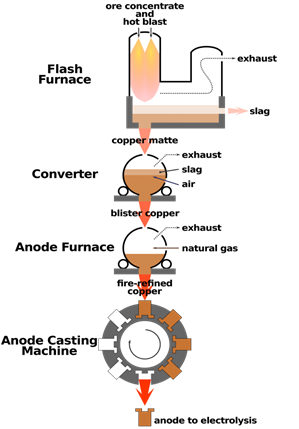 ore concentrate
and
hot blast
Flash
Furnace
exhaust
slag
copper matte
Converter
exhaust
slag
air
blister copper
Anode Furnace
exhaust
natural gas
fire-refined
copper
Anode Casting
Machine
anode to electrolysis